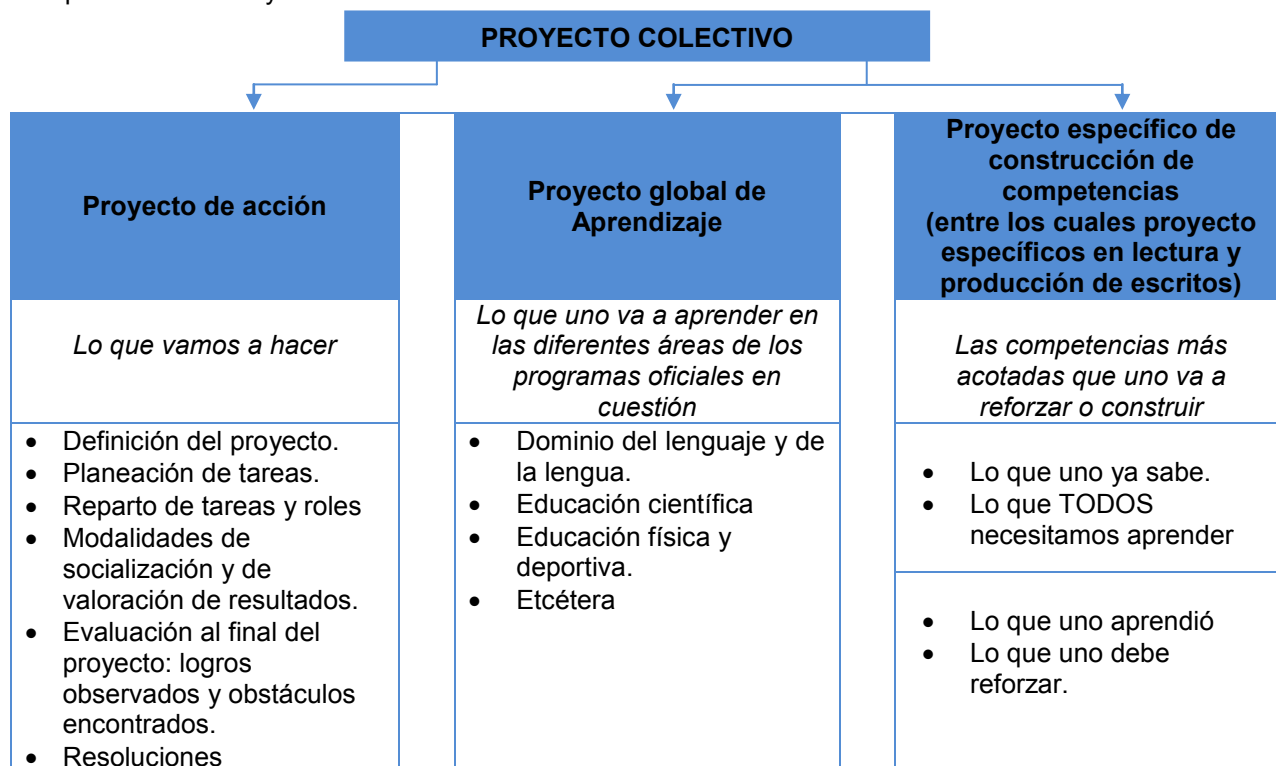 PROYECTO COLECTIVO
Proyecto de acción
Lo que vamos a hacer
• Definición del proyecto.
• Planeación de tareas.
• Reparto de tareas y roles
• Modalidades de
socialización y de
valoración de resultados.
• Evaluación al final del
proyecto: logros
observados y obstáculos
encontrados.
• Resoluciones
Proyecto global de
Aprendizaje
Lo que uno va a aprender en
las diferentes áreas de los
programas oficiales en
cuestión
• Dominio del lenguaje y de
la lengua.
• Educación científica
• Educación física y
deportiva.
• Etcétera
Proyecto específico de
construcción de
competencias
(entre los cuales proyecto
específicos en lectura y
producción de escritos)
Las competencias más
acotadas que uno va a
reforzar o construir
• Lo que uno ya sabe.
• Lo que TODOS
necesitamos aprender
• Lo que uno aprendió
• Lo que uno debe
reforzar.